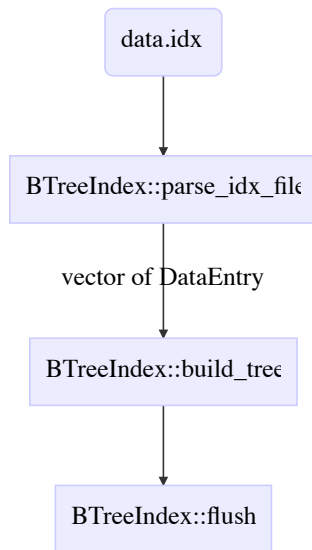 data.idx
BTreeIndex::parse_idx_file
vector of DataEntry
BTreeIndex::build_tree
BTreeIndex::flush